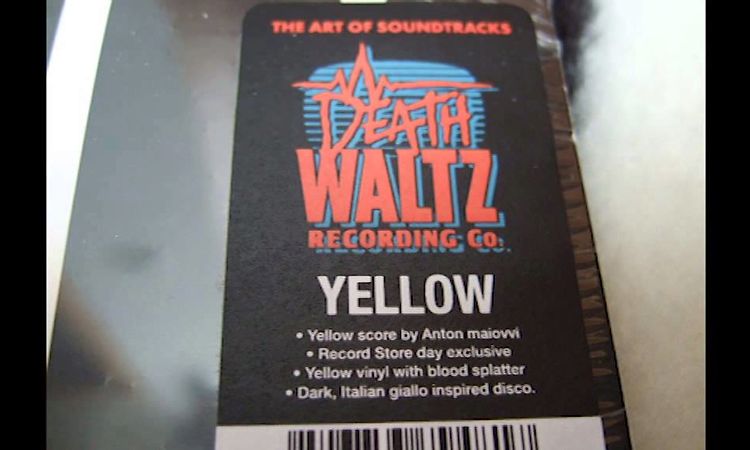 THE ART OF SOUNDTRACKS
DEATH
WALTZ
RECORDING Co.
YELLOW
• Yellow score by Anton maiovvi
• Record Store day exclusive
• Yellow vinyl with blood splatter
• Dark, Italian giallo inspired disco.